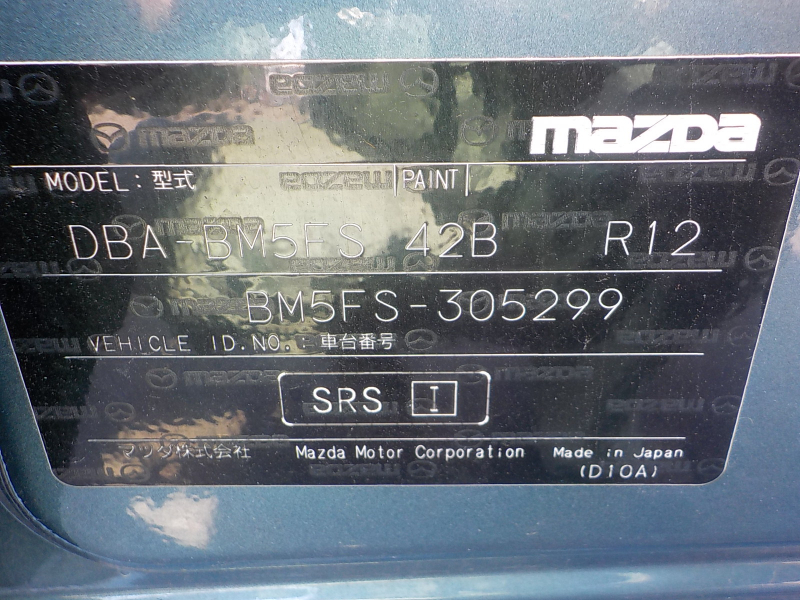 mazda
MODEL : 型式 PAINT
DBA-BM5FS 42B R12
BM5FS-305299
VEHICLE ID.NO. : 車台番号
SRS I
マツダ株式会社 Mazda Motor Corporation Made in Japan
(D10A)